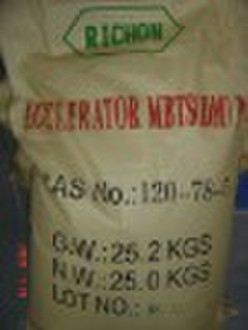 RICHON
ACCELERATOR MBTS(DM)
CAS No.:120-78-
G.W.:25.2 KGS
N.W.:25.0 KGS
LOT NO.: